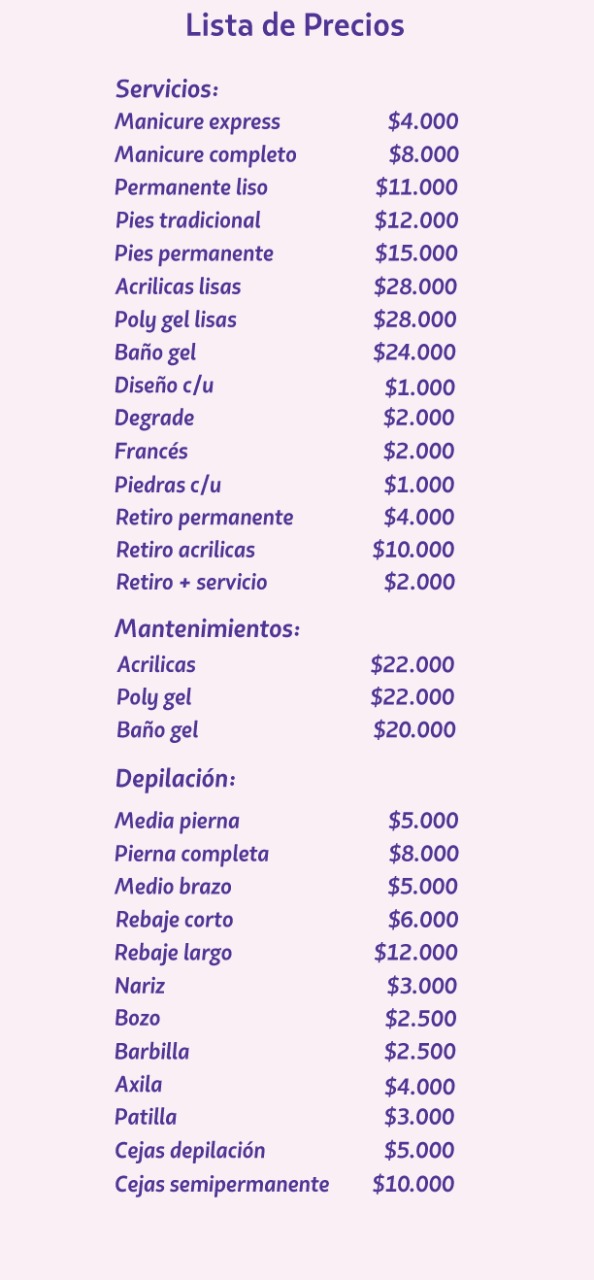 Lista de Precios
Servicios:
Manicure express $4.000
Manicure completo $8.000
Permanente liso $11.000
Pies tradicional $12.000
Pies permanente $15.000
Acrilicas lisas $28.000
Poly gel lisas $28.000
Baño gel $24.000
Diseño c/u $1.000
Degrade $2.000
Francés $2.000
Piedras c/u $1.000
Retiro permanente $4.000
Retiro acrilicas $10.000
Retiro + servicio $2.000
Mantenimientos:
Acrilicas $22.000
Poly gel $22.000
Baño gel $20.000
Depilación:
Media pierna $5.000
Pierna completa $8.000
Medio brazo $5.000
Rebaje corto $6.000
Rebaje largo $12.000
Nariz $3.000
Bozo $2.500
Barbilla $2.500
Axila $4.000
Patilla $3.000
Cejas depilación $5.000
Cejas semipermanente $10.000